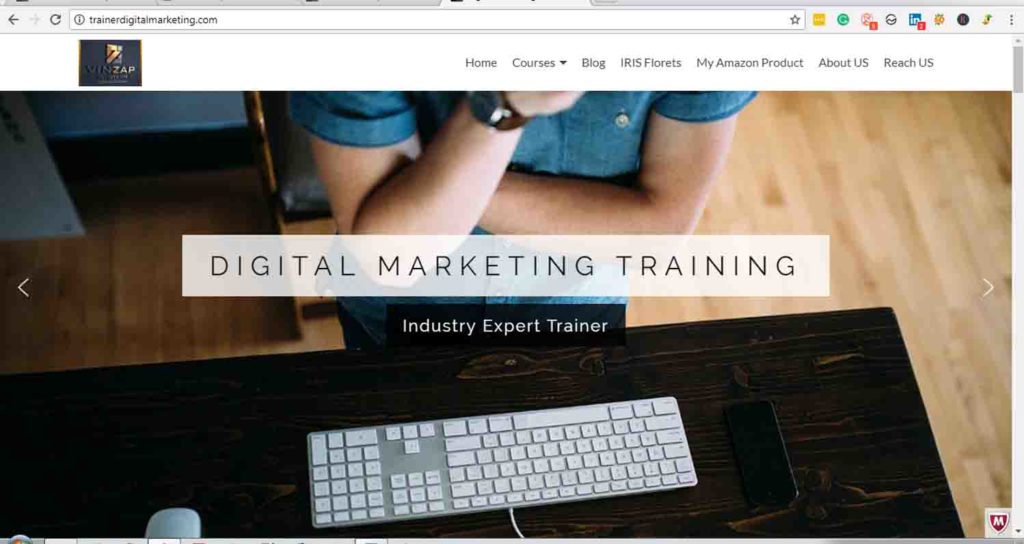 trainerdigitalmarketing.com
VINZAP
Home Courses Blog IRIS Florets My Amazon Product About US Reach US
DIGITAL MARKETING TRAINING
Industry Expert Trainer